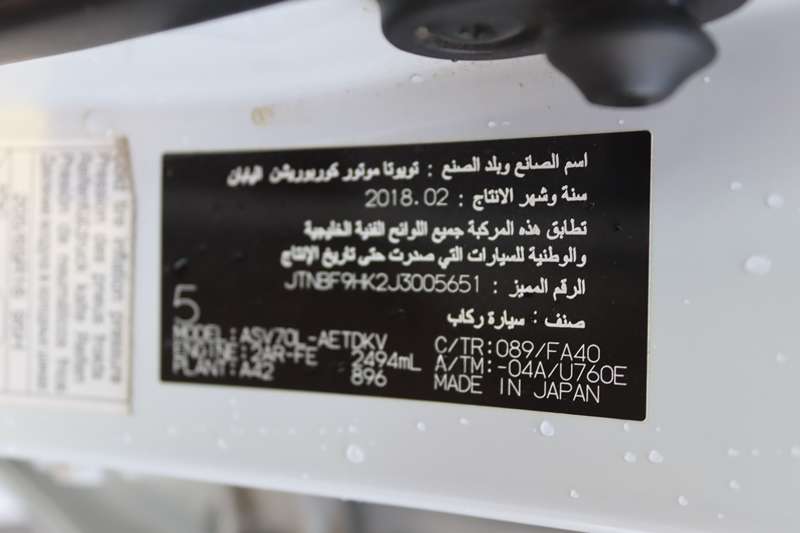 اسم الصانع وبلد الصنع : تويوتا موتور كوربوريشن اليابان
سنة وشهر الانتاج : 2018.02
تطابق هذه المركبة جميع اللوائح الفنية الخليجية
والوطنية للسيارات التي صدرت حتى تاريخ الإنتاج
الرقم المميز : JTNBF9HK2J3005651
صنف : سيارة ركاب
5
MODEL:ASV70L-AETDKV C/TR:089/FA40
ENGINE:2AR-FE 2494mL A/TM:-04A/U760E
PLANT:A42 896 MADE IN JAPAN